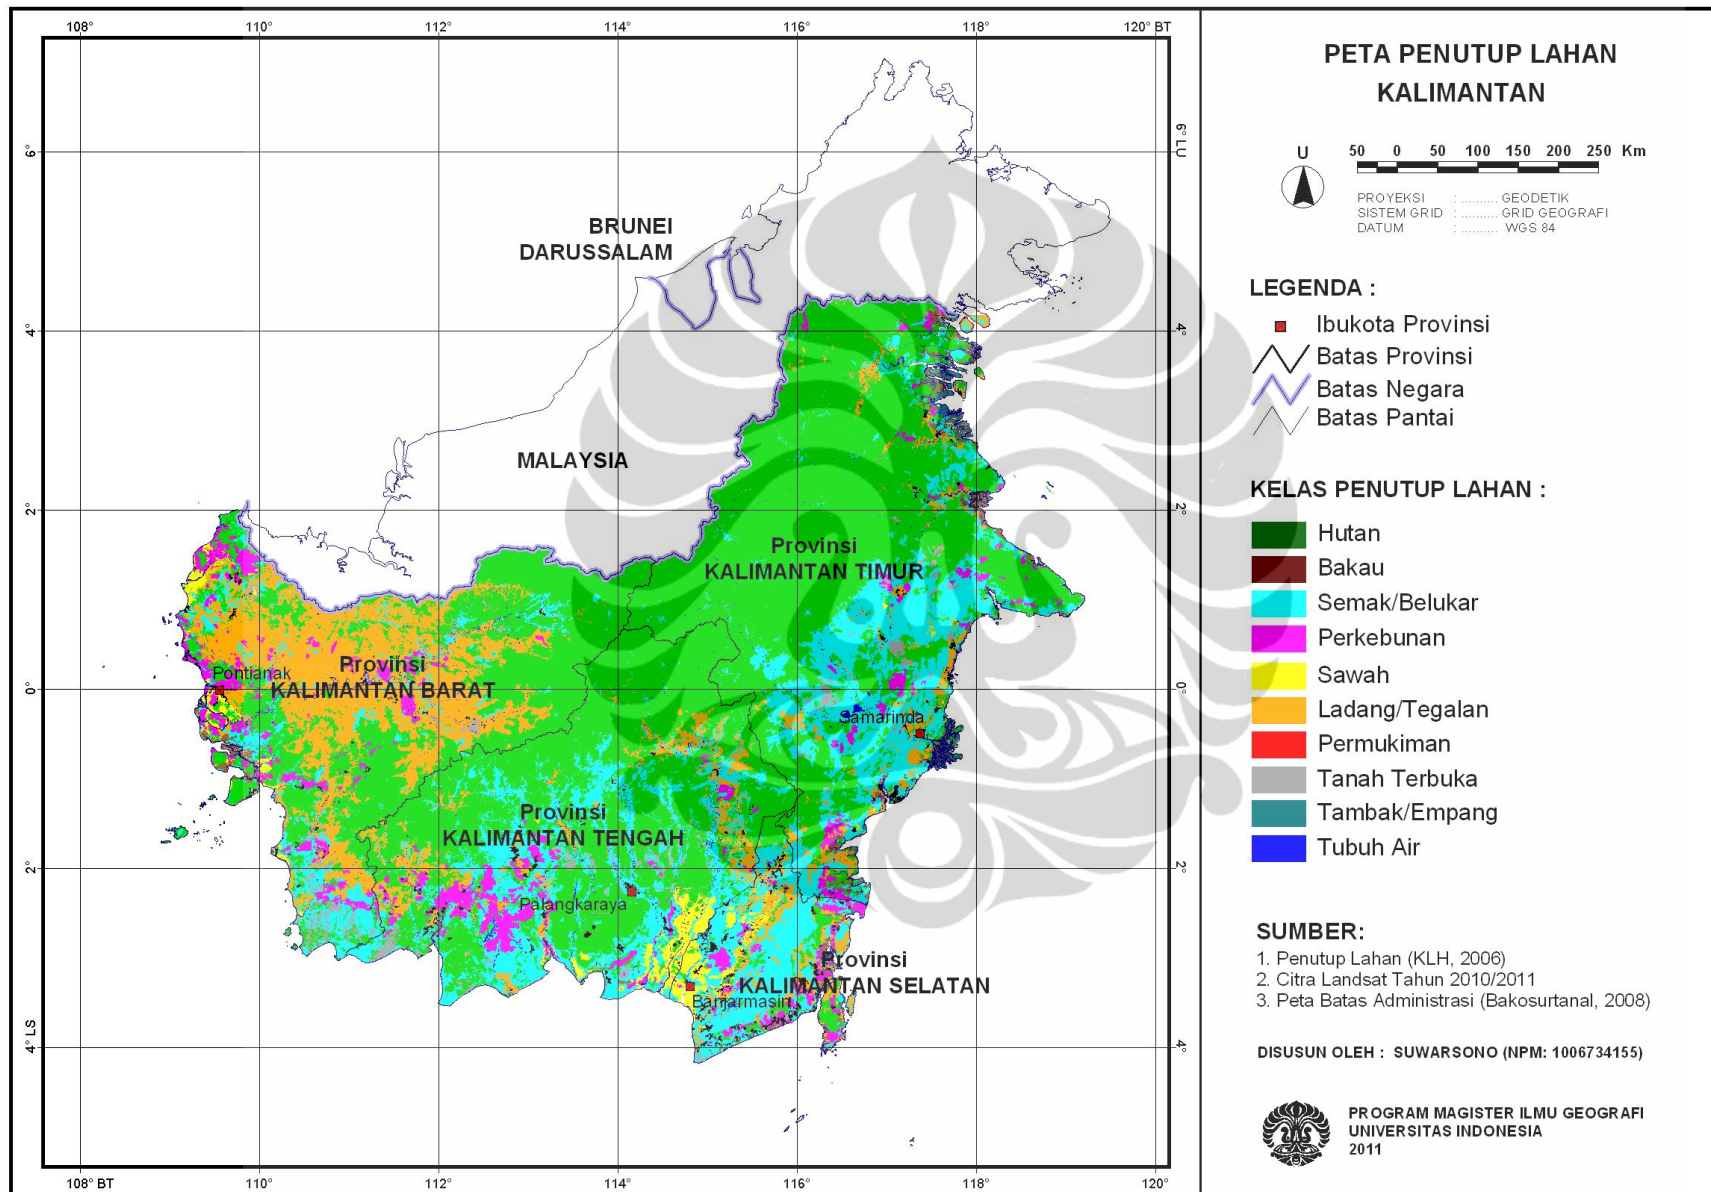 108°
110°
112°
114°
116°
118°
120° BT
6°
6° LU
4°
4°
2°
2°
0°
0°
2°
2°
4° LS
4°
108° BT
110°
112°
114°
116°
118°
120°
BRUNEI
DARUSSALAM
MALAYSIA
Provinsi
KALIMANTAN TIMUR
Pontianak
Provinsi
KALIMANTAN BARAT
Samarinda
Provinsi
KALIMANTAN TENGAH
Palangkaraya
Provinsi
KALIMANTAN SELATAN
Banjarmasin
PETA PENUTUP LAHAN
KALIMANTAN
U
50 0 50 100 150 200 250 Km
PROYEKSI : ......... GEODETIK
SISTEM GRID : ......... GRID GEOGRAFI
DATUM : .......... WGS 84
LEGENDA :
Ibukota Provinsi
Batas Provinsi
Batas Negara
Batas Pantai
KELAS PENUTUP LAHAN :
Hutan
Bakau
Semak/Belukar
Perkebunan
Sawah
Ladang/Tegalan
Permukiman
Tanah Terbuka
Tambak/Empang
Tubuh Air
SUMBER:
1. Penutup Lahan (KLH, 2006)
2. Citra Landsat Tahun 2010/2011
3. Peta Batas Administrasi (Bakosurtanal, 2008)
DISUSUN OLEH : SUWARSONO (NPM: 1006734155)
PROGRAM MAGISTER ILMU GEOGRAFI
UNIVERSITAS INDONESIA
2011